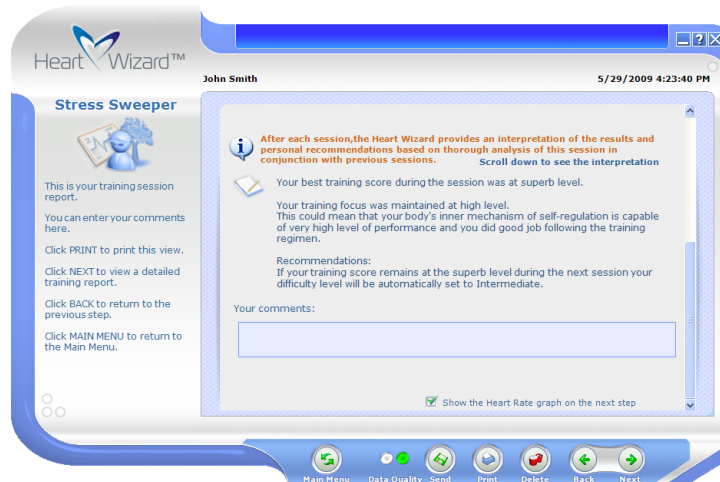 Heart Wizard™
John Smith
5/29/2009 4:23:40 PM
Stress Sweeper
This is your training session
report.
You can enter your comments
here.
Click PRINT to print this view.
Click NEXT to view a detailed
training report.
Click BACK to return to the
previous step.
Click MAIN MENU to return to
the Main Menu.
After each session,the Heart Wizard provides an interpretation of the results and
personal recommendations based on thorough analysis of this session in
conjunction with previous sessions.
Scroll down to see the interpretation
Your best training score during the session was at superb level.
Your training focus was maintained at high level.
This could mean that your body's inner mechanism of self-regulation is capable
of very high level of performance and you did good job following the training
regimen.
Recommendations:
If your training score remains at the superb level during the next session your
difficulty level will be automatically set to Intermediate.
Your comments:
Show the Heart Rate graph on the next step
Main Menu
Data Quality
Send
Print
Delete
Back
Next